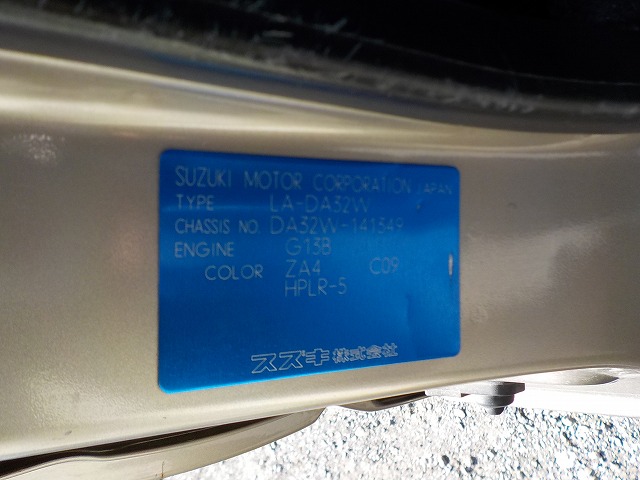 SUZUKI MOTOR CORPORATION JAPAN
TYPE LA-DA32W
CHASSIS NO. DA32W-141349
ENGINE G13B
COLOR ZA4 C09
HPLR-5
スズキ株式会社